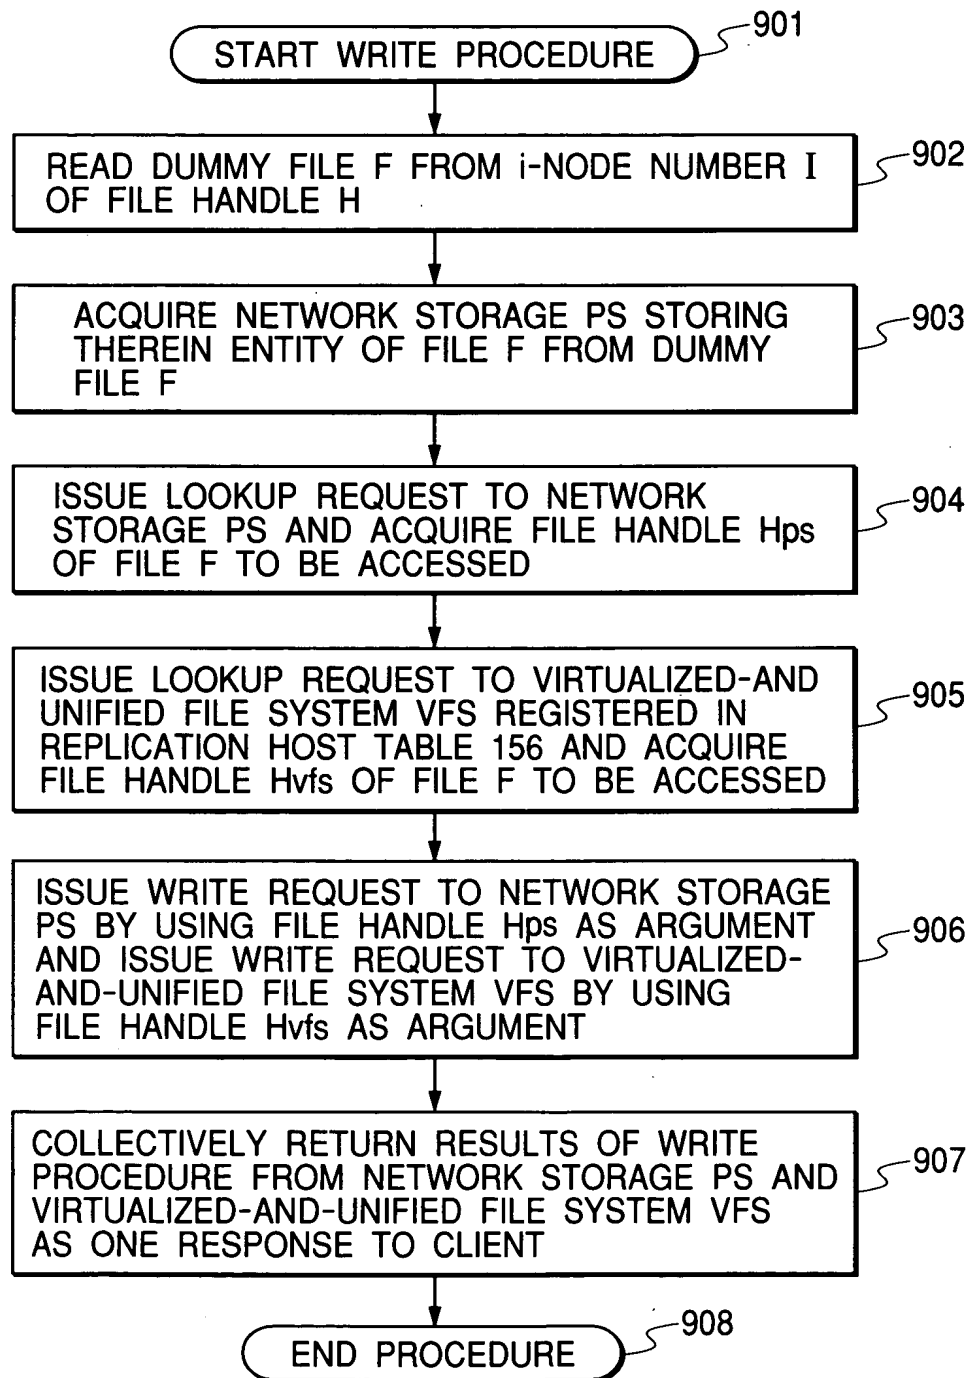 901
START WRITE PROCEDURE
902
READ DUMMY FILE F FROM i-NODE NUMBER I
OF FILE HANDLE H
903
ACQUIRE NETWORK STORAGE PS STORING
THEREIN ENTITY OF FILE F FROM DUMMY
FILE F
904
ISSUE LOOKUP REQUEST TO NETWORK
STORAGE PS AND ACQUIRE FILE HANDLE Hps
OF FILE F TO BE ACCESSED
905
ISSUE LOOKUP REQUEST TO VIRTUALIZED-AND
UNIFIED FILE SYSTEM VFS REGISTERED IN
REPLICATION HOST TABLE 156 AND ACQUIRE
FILE HANDLE Hvfs OF FILE F TO BE ACCESSED
906
ISSUE WRITE REQUEST TO NETWORK STORAGE
PS BY USING FILE HANDLE Hps AS ARGUMENT
AND ISSUE WRITE REQUEST TO VIRTUALIZED-
AND-UNIFIED FILE SYSTEM VFS BY USING
FILE HANDLE Hvfs AS ARGUMENT
907
COLLECTIVELY RETURN RESULTS OF WRITE
PROCEDURE FROM NETWORK STORAGE PS AND
VIRTUALIZED-AND-UNIFIED FILE SYSTEM VFS
AS ONE RESPONSE TO CLIENT
908
END PROCEDURE